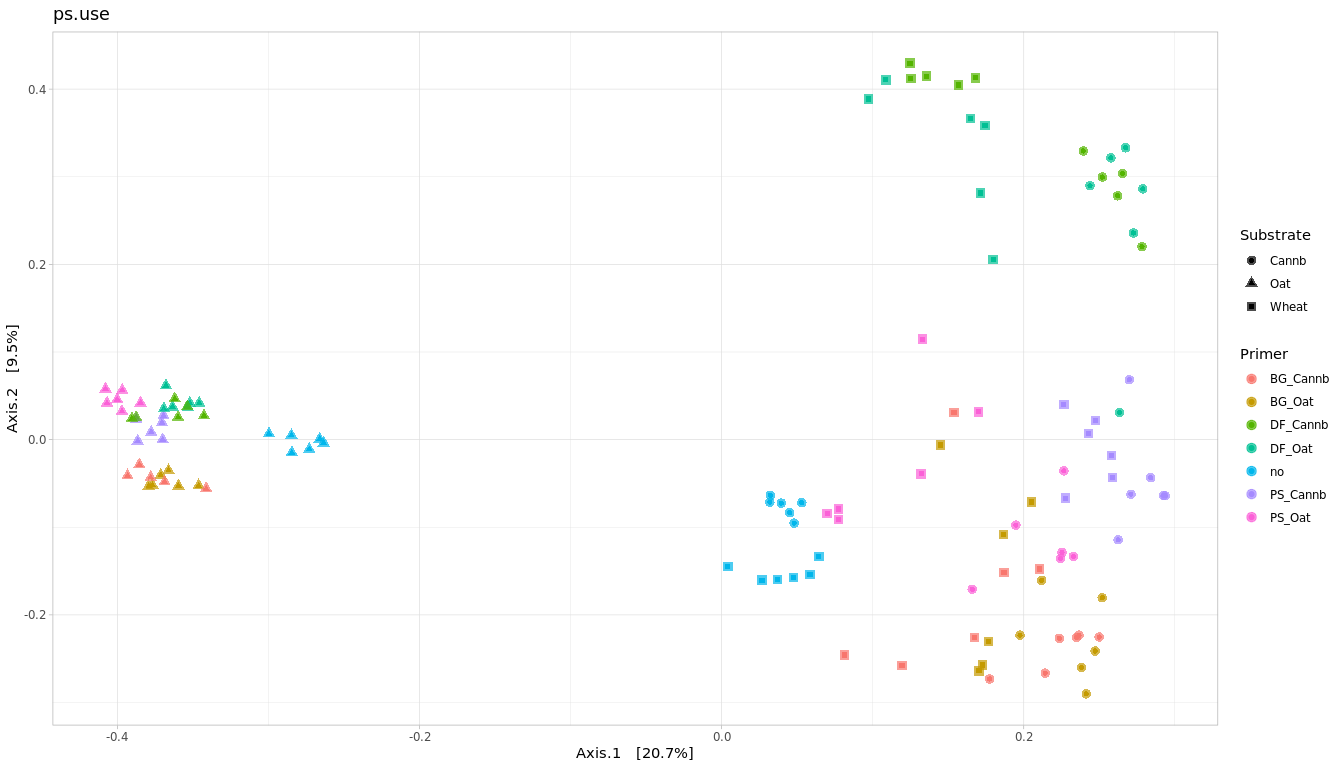 ps.use
0.4
0.2
0.0
-0.2
Axis.2 [9.5%]
-0.4
-0.2
0.0
0.2
Axis.1 [20.7%]
Substrate
Cannb
Oat
Wheat
Primer
BG_Cannb
BG_Oat
DF_Cannb
DF_Oat
no
PS_Cannb
PS_Oat